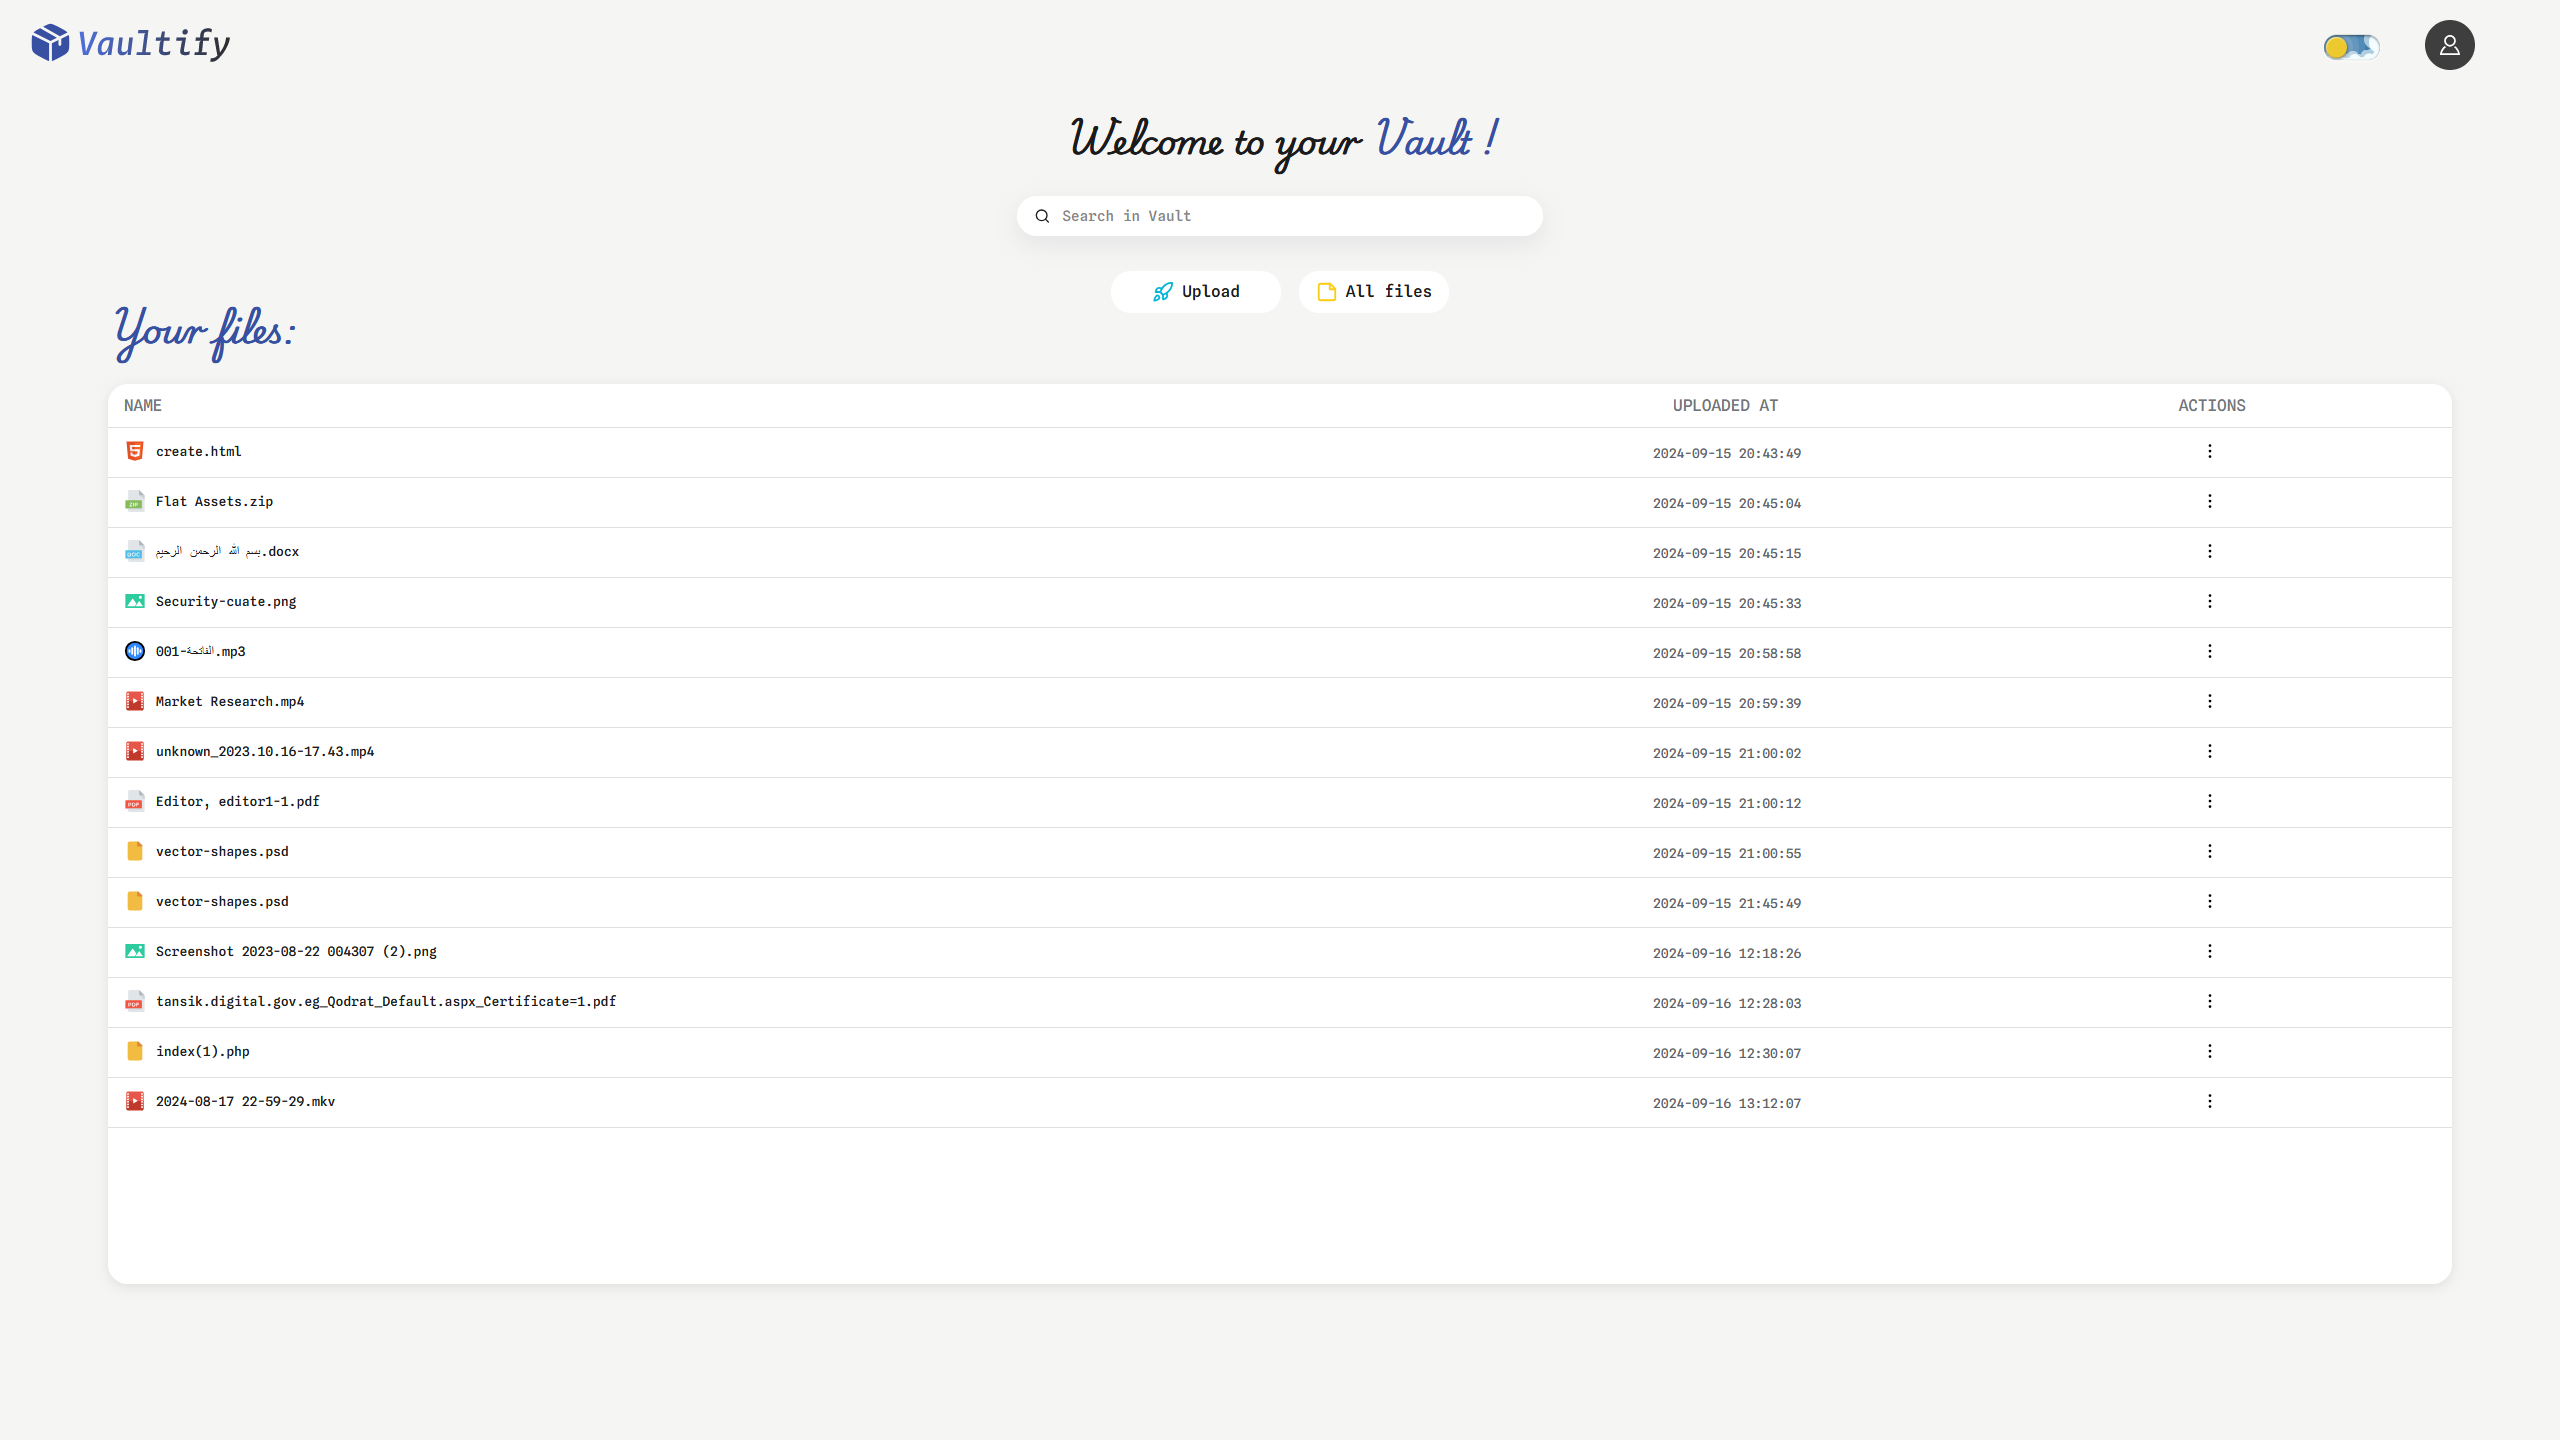 Vaultify
Welcome to your Vault !
Search in Vault
Upload All files
Your files:
NAME UPLOADED AT ACTIONS
create.html 2024-09-15 20:43:49
Flat Assets.zip 2024-09-15 20:45:04
بسم الله الرحمن الرحيم.docx 2024-09-15 20:45:15
Security-cuate.png 2024-09-15 20:45:33
001-الفاتحة.mp3 2024-09-15 20:58:58
Market Research.mp4 2024-09-15 20:59:39
unknown_2023.10.16-17.43.mp4 2024-09-15 21:00:02
Editor, editor1-1.pdf 2024-09-15 21:00:12
vector-shapes.psd 2024-09-15 21:00:55
vector-shapes.psd 2024-09-15 21:45:49
Screenshot 2023-08-22 004307 (2).png 2024-09-16 12:18:26
tansik.digital.gov.eg_Qodrat_Default.aspx_Certificate=1.pdf 2024-09-16 12:28:03
index(1).php 2024-09-16 12:30:07
2024-08-17 22-59-29.mkv 2024-09-16 13:12:07